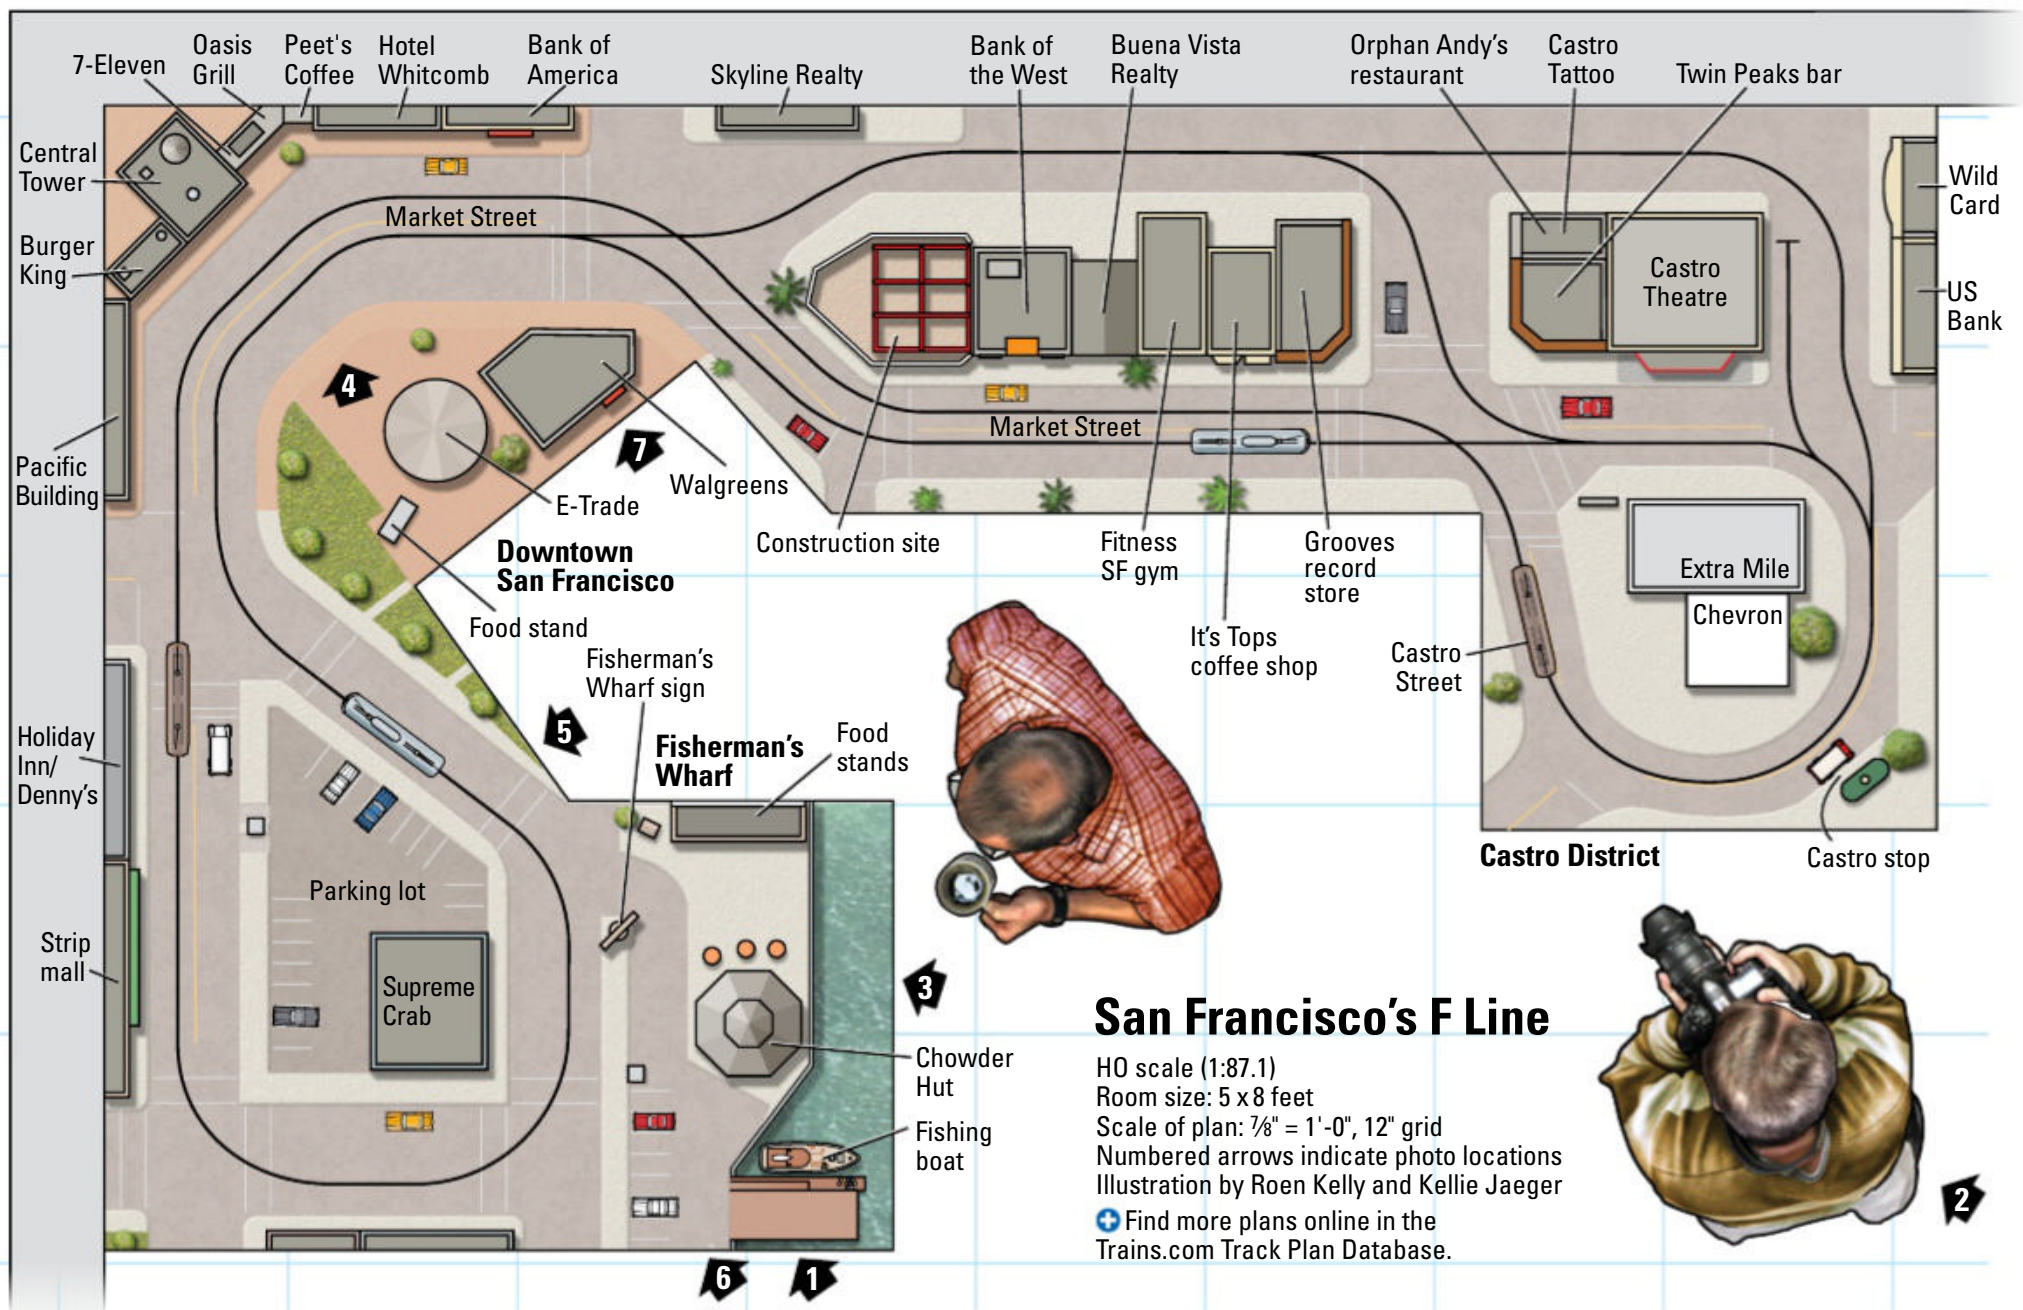 7-Eleven
Oasis
Grill
Peet's
Coffee
Hotel
Whitcomb
Bank of
America
Skyline Realty
Bank of
the West
Buena Vista
Realty
Orphan Andy's
restaurant
Castro
Tattoo
Twin Peaks bar
Central
Tower
Burger
King
Market Street
Castro
Theatre
Wild
Card
US
Bank
4
7
Market Street
Pacific
Building
Walgreens
E-Trade
Construction site
Fitness
SF gym
Grooves
record
store
Extra Mile
Chevron
Downtown
San Francisco
Food stand
It's Tops
coffee shop
Castro
Street
Fisherman's
Wharf sign
5
Fisherman's
Wharf
Food
stands
Holiday
Inn/
Denny's
Castro District
Castro stop
Parking lot
Strip
mall
Supreme
Crab
3
Chowder
Hut
Fishing
boat
San Francisco's F Line
HO scale (1:87.1)
Room size: 5 x 8 feet
Scale of plan: ⅞" = 1'-0", 12" grid
Numbered arrows indicate photo locations
Illustration by Roen Kelly and Kellie Jaeger
Find more plans online in the
Trains.com Track Plan Database.
2
6
1